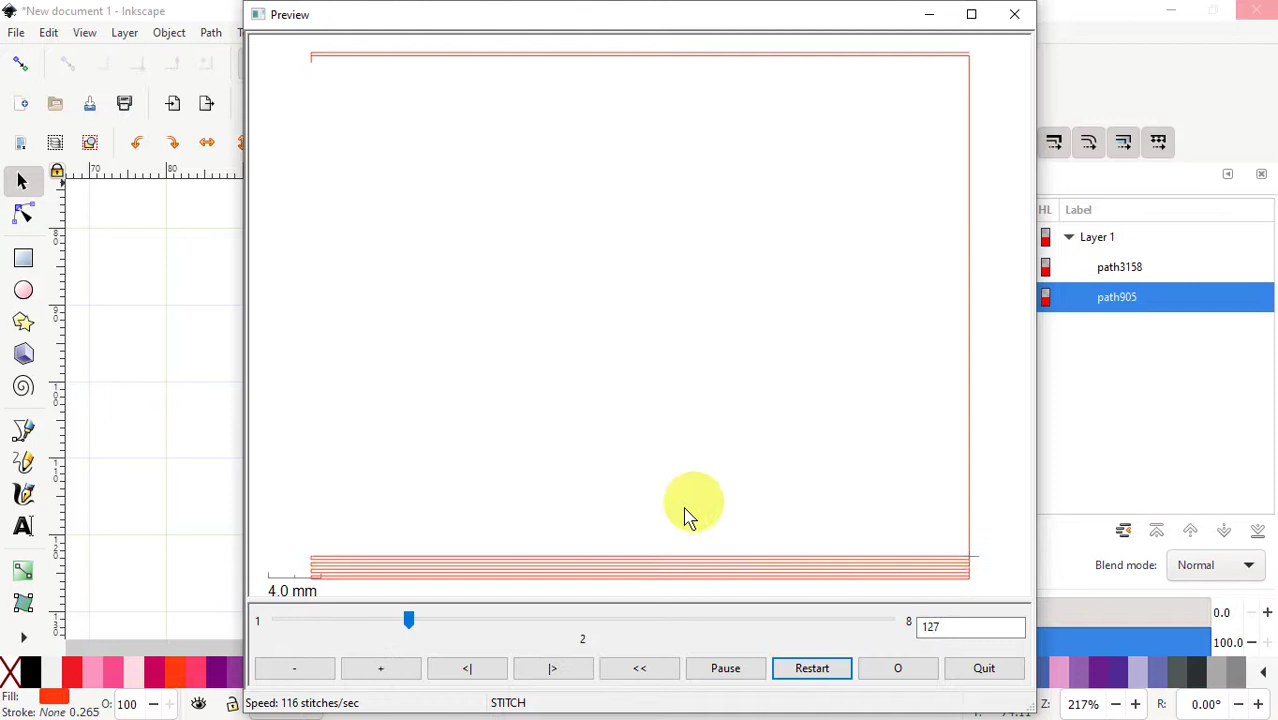 *New document 1 - Inkscape
Preview
File Edit View Layer Object Path
70 80
HL Label
Layer 1
path3158
path905
4.0 mm
1 8 127
2
- + <| |> << Pause Restart O Quit
Speed: 116 stitches/sec STITCH
Blend mode: Normal
0.0
100.0
Fill:
Stroke: None 0.265
O: 100
Z: 217% R: 0.00°